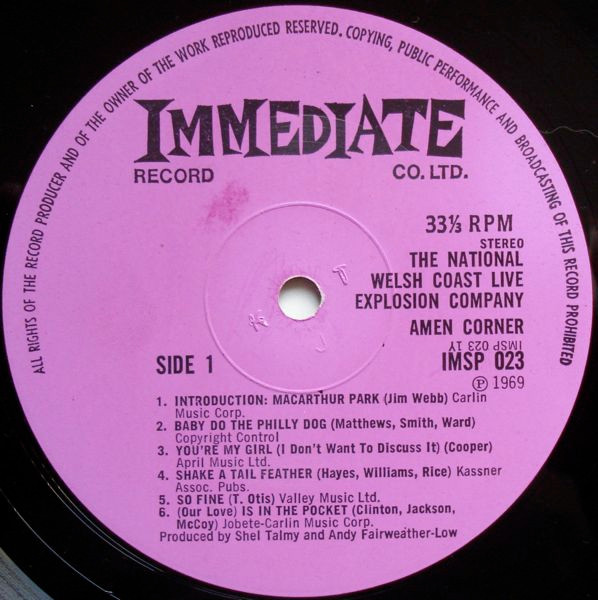 ALL RIGHTS OF THE RECORD PRODUCER AND OF THE OWNER OF THE WORK REPRODUCED RESERVED. COPYING, PUBLIC PERFORMANCE AND BROADCASTING OF THIS RECORD PROHIBITED
IMMEDIATE
RECORD CO. LTD.
33⅓ RPM
STEREO
THE NATIONAL
WELSH COAST LIVE
EXPLOSION COMPANY
AMEN CORNER
IMSP 023 1Y
SIDE 1 IMSP 023
Ⓟ 1969
1. INTRODUCTION: MACARTHUR PARK (Jim Webb) Carlin
Music Corp.
2. BABY DO THE PHILLY DOG (Matthews, Smith, Ward)
Copyright Control
3. YOU'RE MY GIRL (I Don't Want To Discuss It) (Cooper)
April Music Ltd.
4. SHAKE A TAIL FEATHER (Hayes, Williams, Rice) Kassner
Assoc. Pubs.
5. SO FINE (T. Otis) Valley Music Ltd.
6. (Our Love) IS IN THE POCKET (Clinton, Jackson,
McCoy) Jobete-Carlin Music Corp.
Produced by Shel Talmy and Andy Fairweather-Low